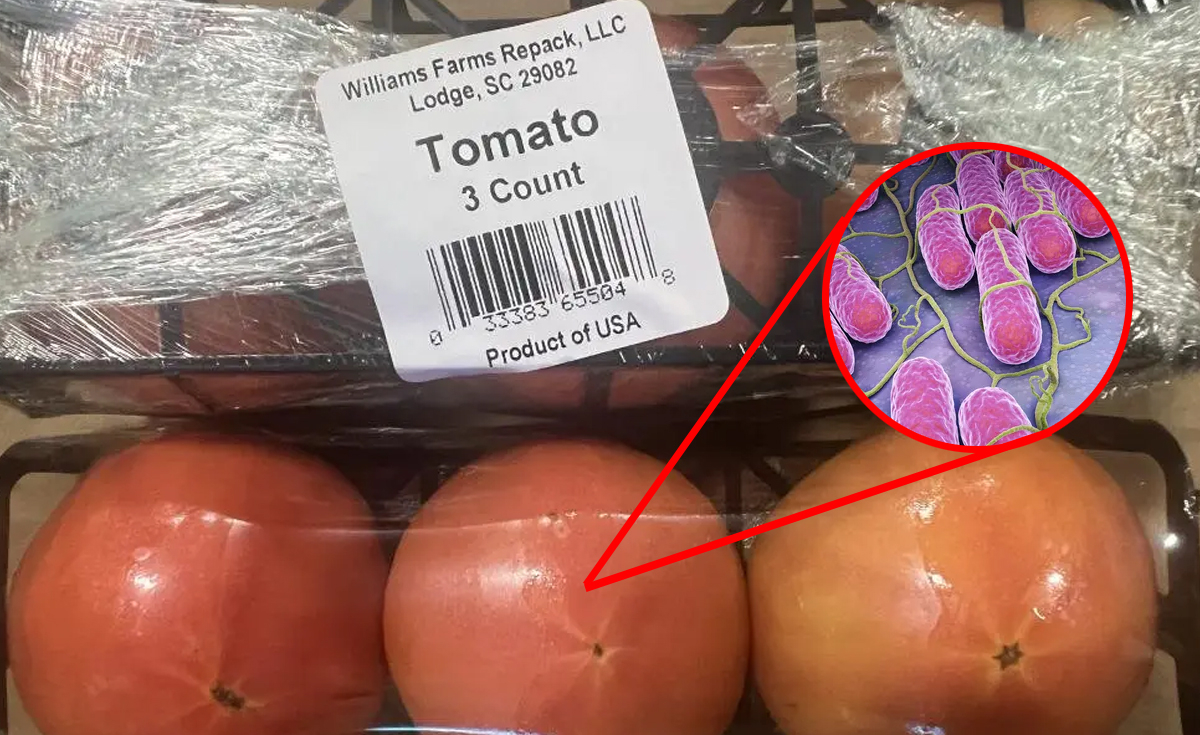 Williams Farms Repack, LLC
Lodge, SC 29082
Tomato
3 Count
0 33383 65504 8
Product of USA